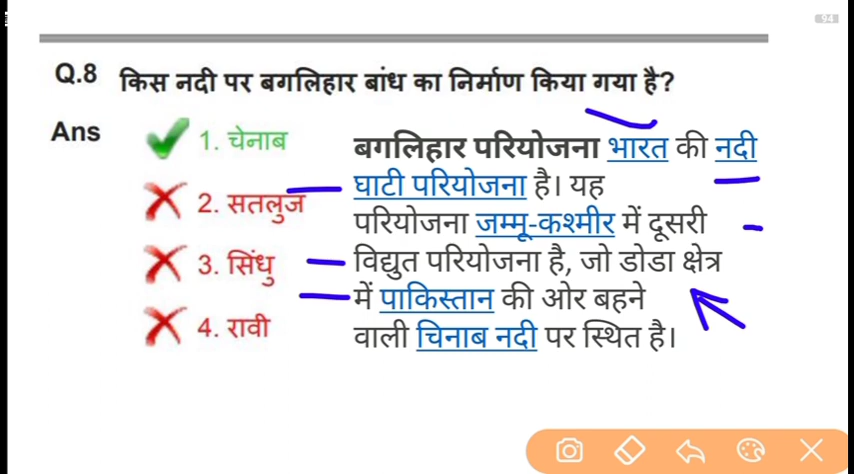 94
Q.8 किस नदी पर बगलिहार बांध का निर्माण किया गया है?
Ans
1. चेनाब
2. सतलुज
3. सिंधु
4. रावी
बगलिहार परियोजना भारत की नदी
घाटी परियोजना है। यह
परियोजना जम्मू-कश्मीर में दूसरी
विद्युत परियोजना है, जो डोडा क्षेत्र
में पाकिस्तान की ओर बहने
वाली चिनाब नदी पर स्थित है।